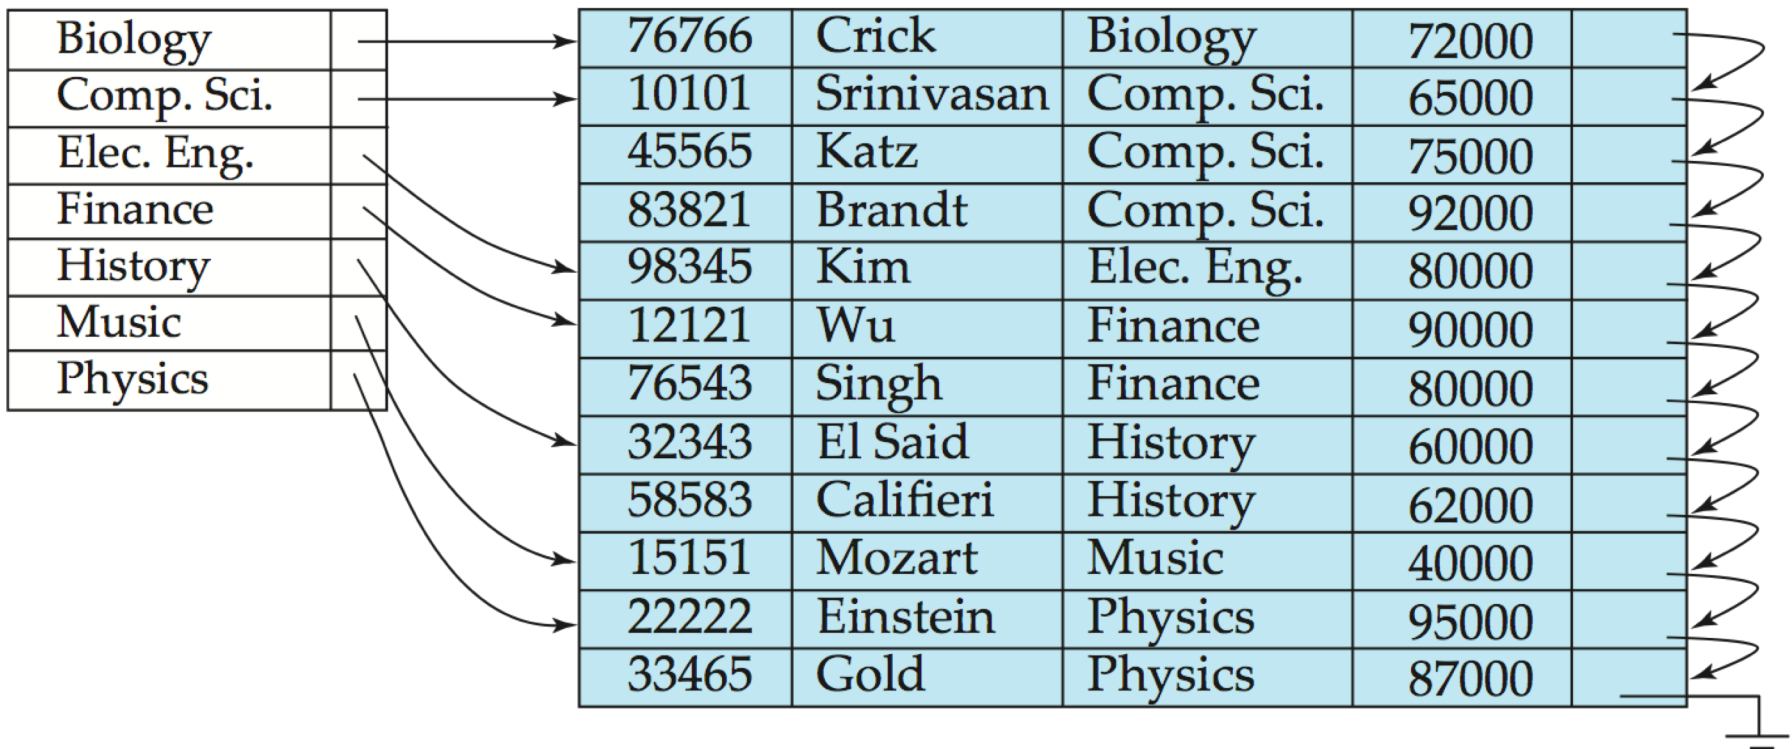 Biology 76766 Crick Biology 72000
Comp. Sci. 10101 Srinivasan Comp. Sci. 65000
Elec. Eng. 45565 Katz Comp. Sci. 75000
Finance 83821 Brandt Comp. Sci. 92000
History 98345 Kim Elec. Eng. 80000
Music 12121 Wu Finance 90000
Physics 76543 Singh Finance 80000
32343 El Said History 60000
58583 Califieri History 62000
15151 Mozart Music 40000
22222 Einstein Physics 95000
33465 Gold Physics 87000